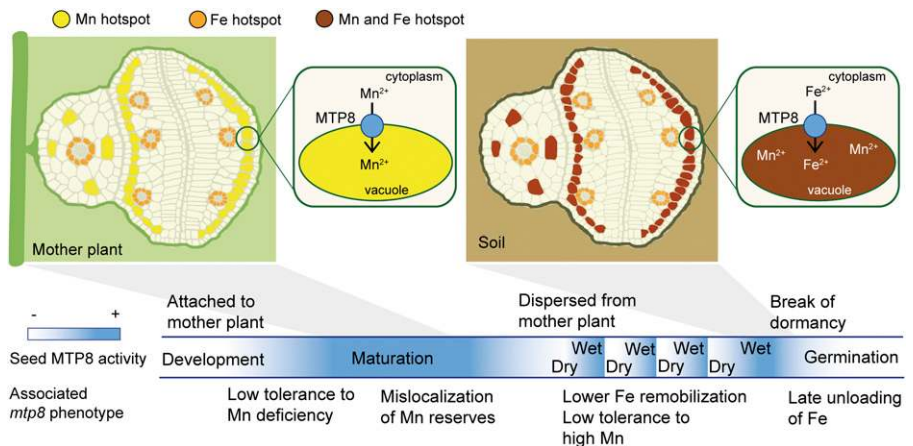 Mn hotspot
Fe hotspot
Mn and Fe hotspot
cytoplasm
Mn²⁺
MTP8
Mn²⁺
vacuole
Mother plant
cytoplasm
Fe²⁺
MTP8
Mn²⁺
Mn²⁺
Fe²⁺
vacuole
Soil
Attached to
mother plant
Dispersed from
mother plant
Break of
dormancy
- +
Seed MTP8 activity
Development
Maturation
Wet
Dry
Wet
Dry
Wet
Dry
Wet
Dry
Germination
Associated
mtp8 phenotype
Low tolerance to
Mn deficiency
Mislocalization
of Mn reserves
Lower Fe remobilization
Low tolerance to
high Mn
Late unloading
of Fe